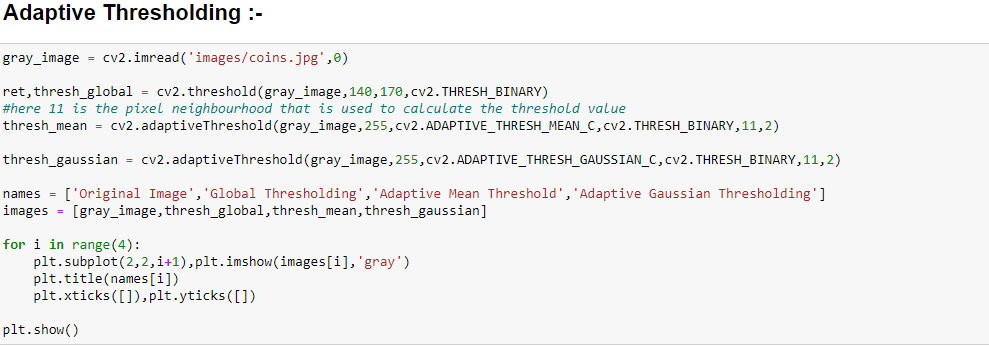 Adaptive Thresholding :-
gray_image = cv2.imread('images/coins.jpg',0)
ret,thresh_global = cv2.threshold(gray_image,140,170,cv2.THRESH_BINARY)
#here 11 is the pixel neighbourhood that is used to calculate the threshold value
thresh_mean = cv2.adaptiveThreshold(gray_image,255,cv2.ADAPTIVE_THRESH_MEAN_C,cv2.THRESH_BINARY,11,2)
thresh_gaussian = cv2.adaptiveThreshold(gray_image,255,cv2.ADAPTIVE_THRESH_GAUSSIAN_C,cv2.THRESH_BINARY,11,2)
names = ['Original Image','Global Thresholding','Adaptive Mean Threshold','Adaptive Gaussian Thresholding']
images = [gray_image,thresh_global,thresh_mean,thresh_gaussian]
for i in range(4):
    plt.subplot(2,2,i+1),plt.imshow(images[i],'gray')
    plt.title(names[i])
    plt.xticks([]),plt.yticks([])
plt.show()